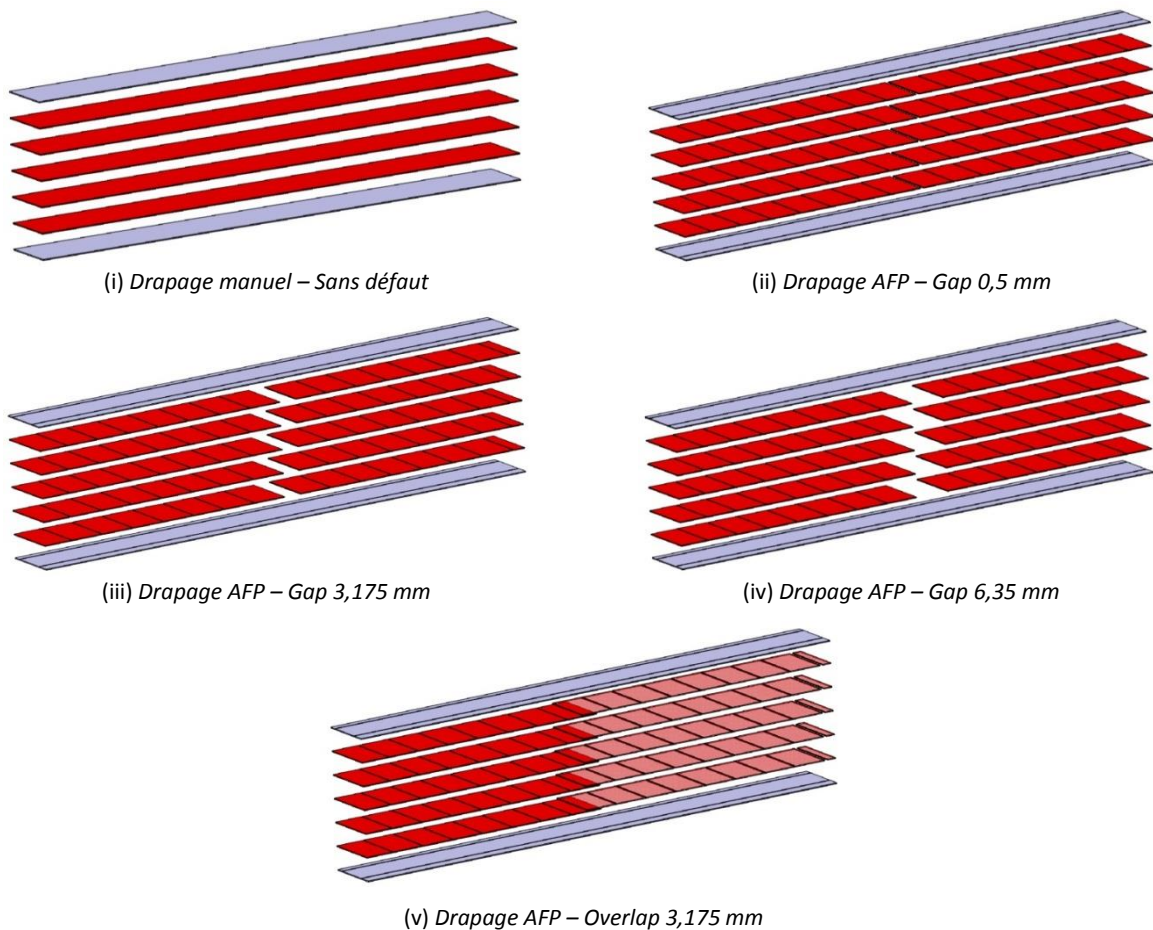 (i) Drapage manuel – Sans défaut
(ii) Drapage AFP – Gap 0,5 mm
(iii) Drapage AFP – Gap 3,175 mm
(iv) Drapage AFP – Gap 6,35 mm
(v) Drapage AFP – Overlap 3,175 mm